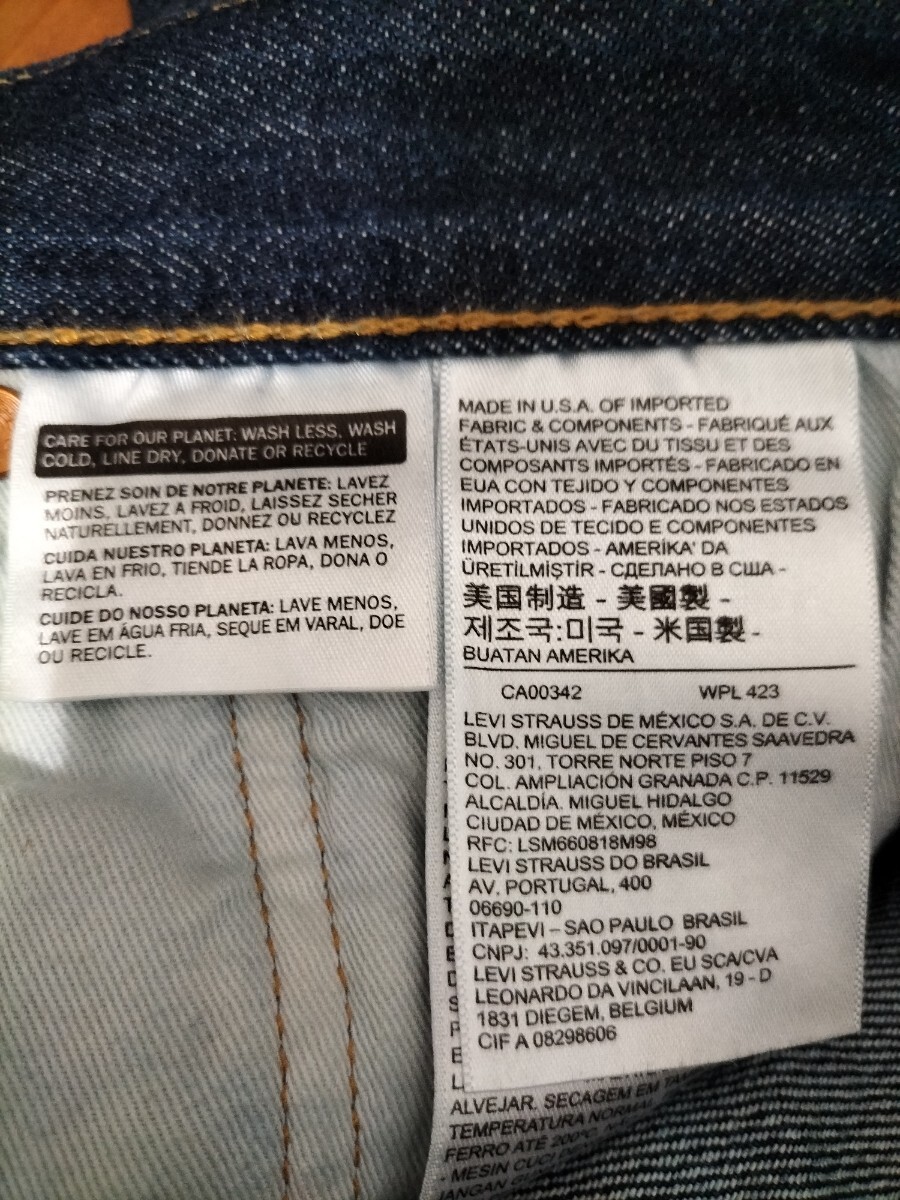 CARE FOR OUR PLANET: WASH LESS, WASH
COLD, LINE DRY, DONATE OR RECYCLE
PRENEZ SOIN DE NOTRE PLANETE: LAVEZ
MOINS, LAVEZ A FROID, LAISSEZ SECHER
NATURELLEMENT, DONNEZ OU RECYCLEZ
CUIDA NUESTRO PLANETA: LAVA MENOS,
LAVA EN FRIO, TIENDE LA ROPA, DONA O
RECICLA.
CUIDE DO NOSSO PLANETA: LAVE MENOS,
LAVE EM ÁGUA FRIA, SEQUE EM VARAL, DOE
OU RECICLE.
MADE IN U.S.A. OF IMPORTED
FABRIC & COMPONENTS - FABRIQUÉ AUX
ÉTATS-UNIS AVEC DU TISSU ET DES
COMPOSANTS IMPORTÉS - FABRICADO EN
EUA CON TEJIDO Y COMPONENTES
IMPORTADOS - FABRICADO NOS ESTADOS
UNIDOS DE TECIDO E COMPONENTES
IMPORTADOS - AMERİKA' DA
ÜRETİLMİŞTİR - СДЕЛАНО В США -
美国制造 - 美國製 -
제조국:미국 - 米国製 -
BUATAN AMERIKA
CA00342 WPL 423
LEVI STRAUSS DE MÉXICO S.A. DE C.V.
BLVD. MIGUEL DE CERVANTES SAAVEDRA
NO. 301, TORRE NORTE PISO 7
COL. AMPLIACIÓN GRANADA C.P. 11529
ALCALDÍA. MIGUEL HIDALGO
CIUDAD DE MÉXICO, MÉXICO
RFC: LSM660818M98
LEVI STRAUSS DO BRASIL
AV. PORTUGAL, 400
06690-110
ITAPEVI – SAO PAULO BRASIL
CNPJ: 43.351.097/0001-90
LEVI STRAUSS & CO. EU SCA/CVA
LEONARDO DA VINCILAAN, 19 - D
1831 DIEGEM, BELGIUM
CIF A 08298606
ALVEJAR. SECAGEM EM
TEMPERATURA
FERRO ATÉ 200°C
- MESIN CUCI